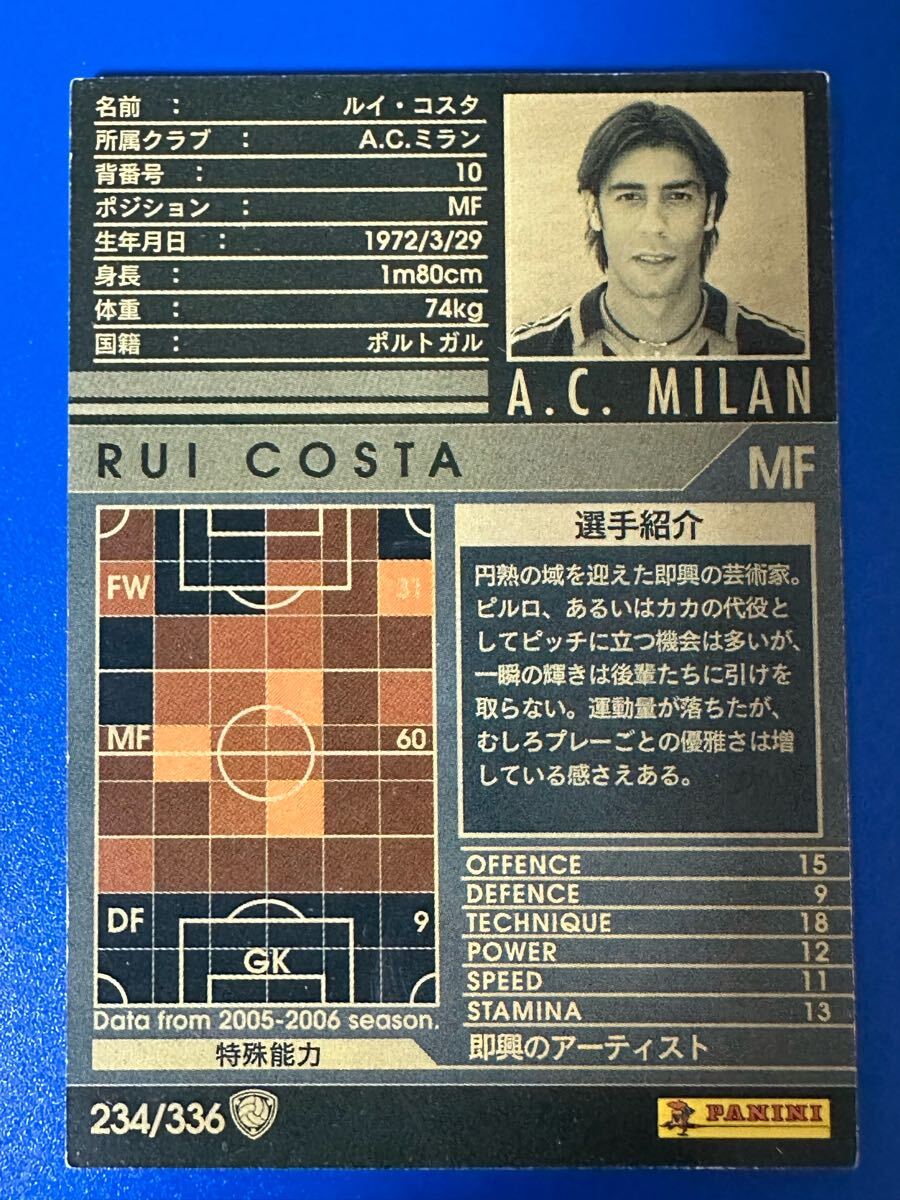 名前 : ルイ・コスタ
所属クラブ : A.C.ミラン
背番号 : 10
ポジション : MF
生年月日 : 1972/3/29
身長 : 1m80cm
体重 : 74kg
国籍 : ポルトガル
A.C. MILAN
RUI COSTA
MF
FW 31
MF 60
DF 9
GK
Data from 2005-2006 season.
選手紹介
円熟の域を迎えた即興の芸術家。
ピルロ、あるいはカカの代役と
してピッチに立つ機会は多いが、
一瞬の輝きは後輩たちに引けを
取らない。運動量が落ちたが、
むしろプレーごとの優雅さは増
している感さえある。
OFFENCE 15
DEFENCE 9
TECHNIQUE 18
POWER 12
SPEED 11
STAMINA 13
特殊能力 即興のアーティスト
234/336
PANINI